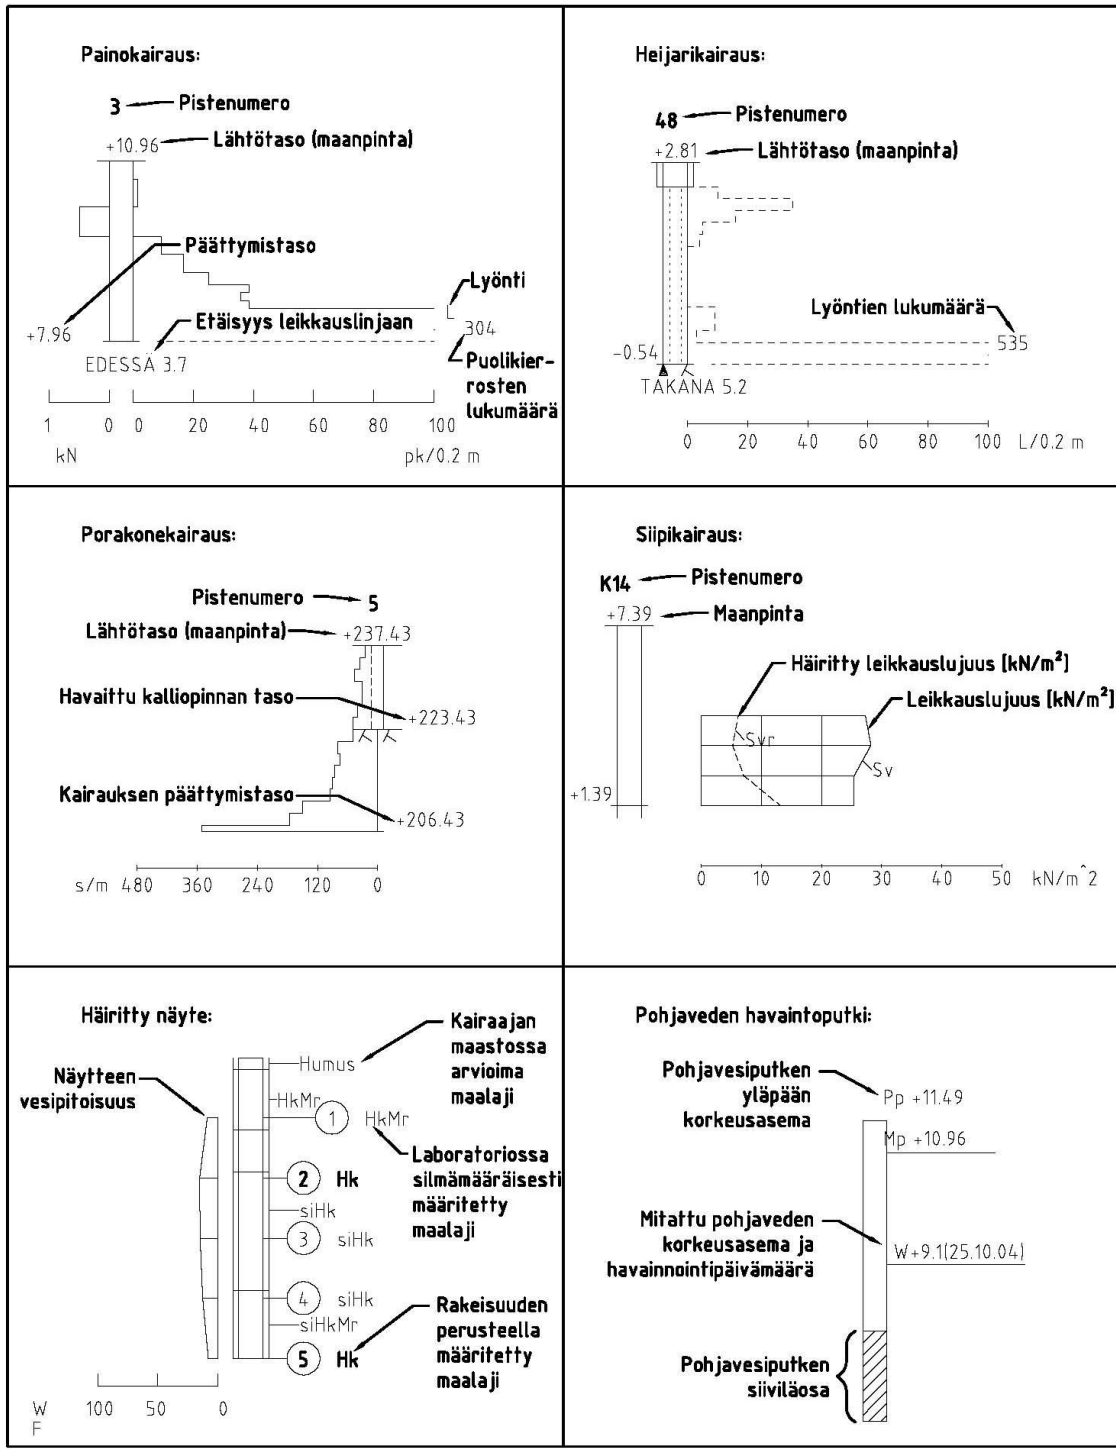 Painokairaus:
3 Pistenumero
+10.96 Lähtötaso (maanpinta)
Päättymistaso
Lyönti
+7.96
Etäisyys leikkauslinjaan
304
EDESSÄ 3.7
Puolikier-
rosten
lukumäärä
1 0 0 20 40 60 80 100
kN pk/0.2 m
Heijarikairaus:
48 Pistenumero
+2.81 Lähtötaso (maanpinta)
Lyöntien lukumäärä
535
-0.54
TAKANA 5.2
0 20 40 60 80 100 L/0.2 m
Porakonekairaus:
Pistenumero 5
Lähtötaso (maanpinta) +237.43
Havaittu kalliopinnan taso
+223.43
Kairauksen päättymistaso
+206.43
s/m 480 360 240 120 0
Siipikairaus:
K14 Pistenumero
+7.39 Maanpinta
Häiritty leikkauslujuus [kN/m²]
Leikkauslujuus [kN/m²]
Svr
Sv
+1.39
0 10 20 30 40 50 kN/m^2
Häiritty näyte:
Kairaajan
maastossa
arvioima
maalaji
Humus
Näytteen
vesipitoisuus
HkMr
1 HkMr
Laboratoriossa
silmämääräisesti
määritetty
maalaji
2 Hk
siHk
3 siHk
4 siHk
siHkMr
Rakeisuuden
perusteella
määritetty
maalaji
5 Hk
W 100 50 0
F
Pohjaveden havaintoputki:
Pohjavesiputken
yläpään
korkeusasema
Pp +11.49
Mp +10.96
Mitattu pohjaveden
korkeusasema ja
havainnointipäivämäärä
W+9.1(25.10.04)
Pohjavesiputken
siiviläosa